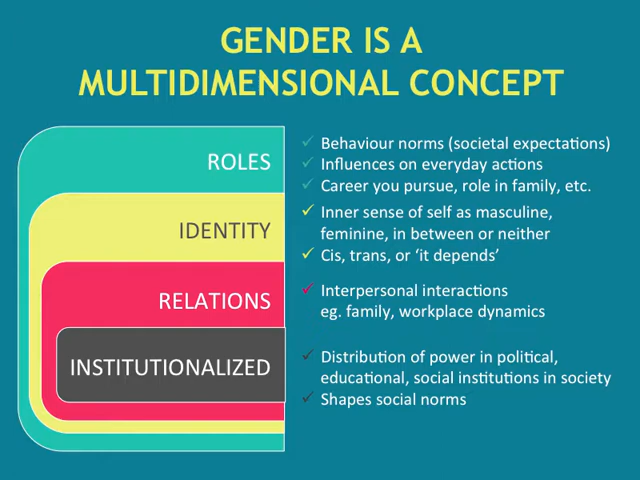 GENDER IS A
MULTIDIMENSIONAL CONCEPT
ROLES
Behaviour norms (societal expectations)
Influences on everyday actions
Career you pursue, role in family, etc.
IDENTITY
Inner sense of self as masculine,
feminine, in between or neither
Cis, trans, or ‘it depends’
RELATIONS
Interpersonal interactions
eg. family, workplace dynamics
INSTITUTIONALIZED
Distribution of power in political,
educational, social institutions in society
Shapes social norms